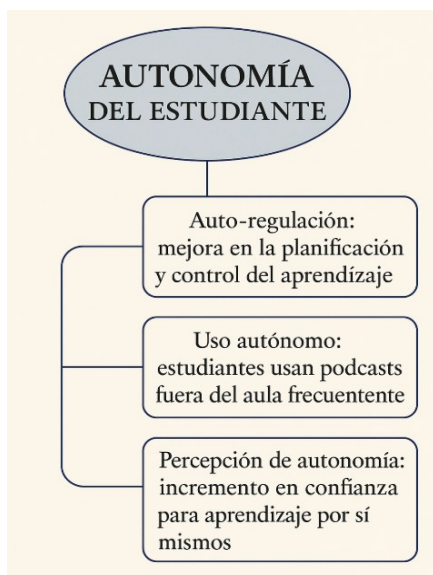 AUTONOMÍA
DEL ESTUDIANTE
Auto-regulación:
mejora en la planificación
y control del aprendízaje
Uso autónomo:
estudiantes usan podcasts
fuera del aula frecuentente
Percepción de autonomía:
incremento en confianza
para aprendizaje por sí
mismos